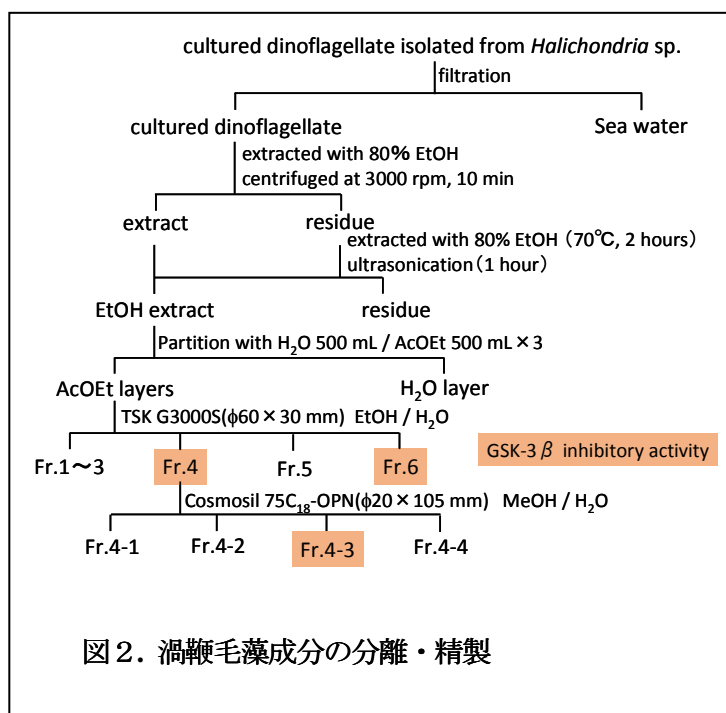 cultured dinoflagellate isolated from Halichondria sp.
filtration
cultured dinoflagellate
Sea water
extracted with 80% EtOH
centrifuged at 3000 rpm, 10 min
extract
residue
extracted with 80% EtOH (70℃, 2 hours)
ultrasonication (1 hour)
EtOH extract
residue
Partition with H₂O 500 mL / AcOEt 500 mL × 3
AcOEt layers
H₂O layer
TSK G3000S(ϕ60 × 30 mm) EtOH / H₂O
Fr.1～3
Fr.4
Fr.5
Fr.6
GSK-3β inhibitory activity
Cosmosil 75C₁₈-OPN(ϕ20 × 105 mm) MeOH / H₂O
Fr.4-1
Fr.4-2
Fr.4-3
Fr.4-4
図２. 渦鞭毛藻成分の分離・精製